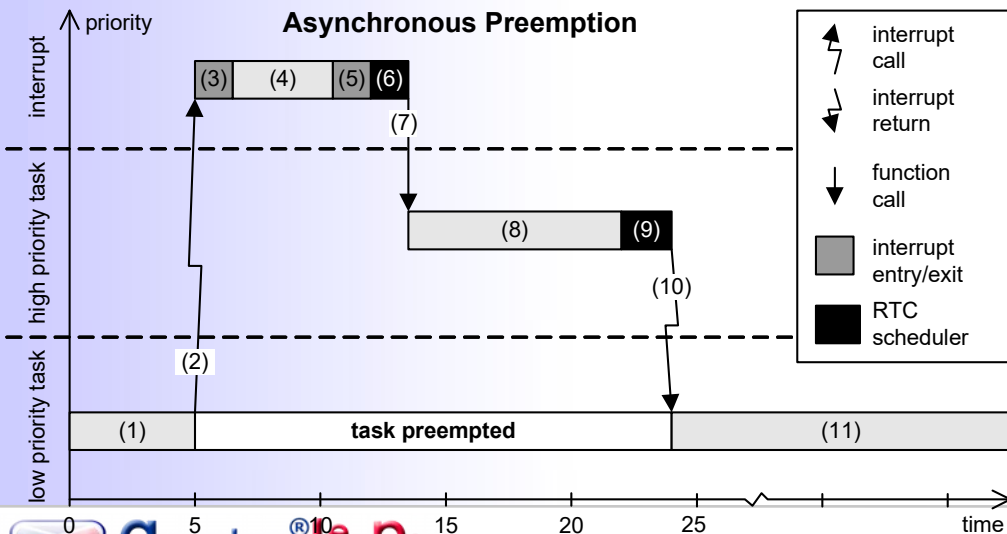 Asynchronous Preemption
priority
interrupt
high priority task
low priority task
(3)
(4)
(5)
(6)
(7)
(8)
(9)
(10)
(2)
(1)
task preempted
(11)
interrupt
call
interrupt
return
function
call
interrupt
entry/exit
RTC
scheduler
0
5
10
15
20
25
time
®